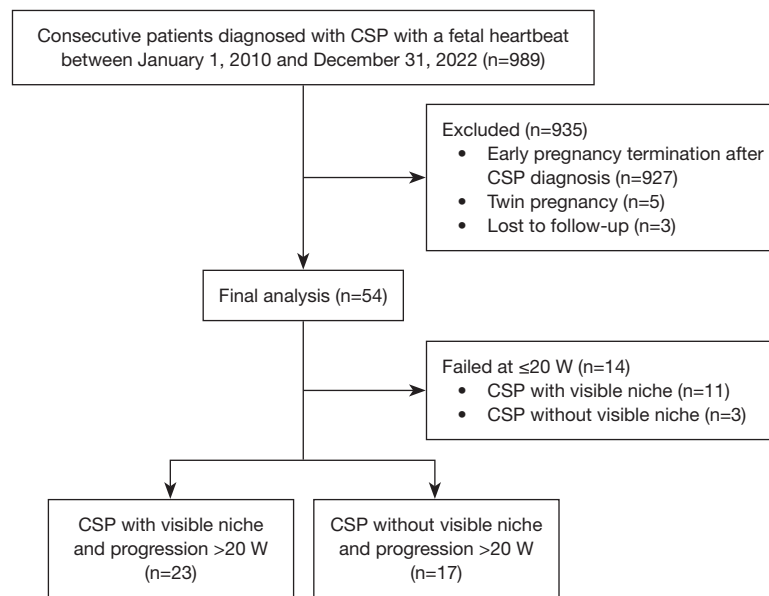 Consecutive patients diagnosed with CSP with a fetal heartbeat
between January 1, 2010 and December 31, 2022 (n=989)
Excluded (n=935)
• Early pregnancy termination after
CSP diagnosis (n=927)
• Twin pregnancy (n=5)
• Lost to follow-up (n=3)
Final analysis (n=54)
Failed at ≤20 W (n=14)
• CSP with visible niche (n=11)
• CSP without visible niche (n=3)
CSP with visible niche
and progression >20 W
(n=23)
CSP without visible niche
and progression >20 W
(n=17)